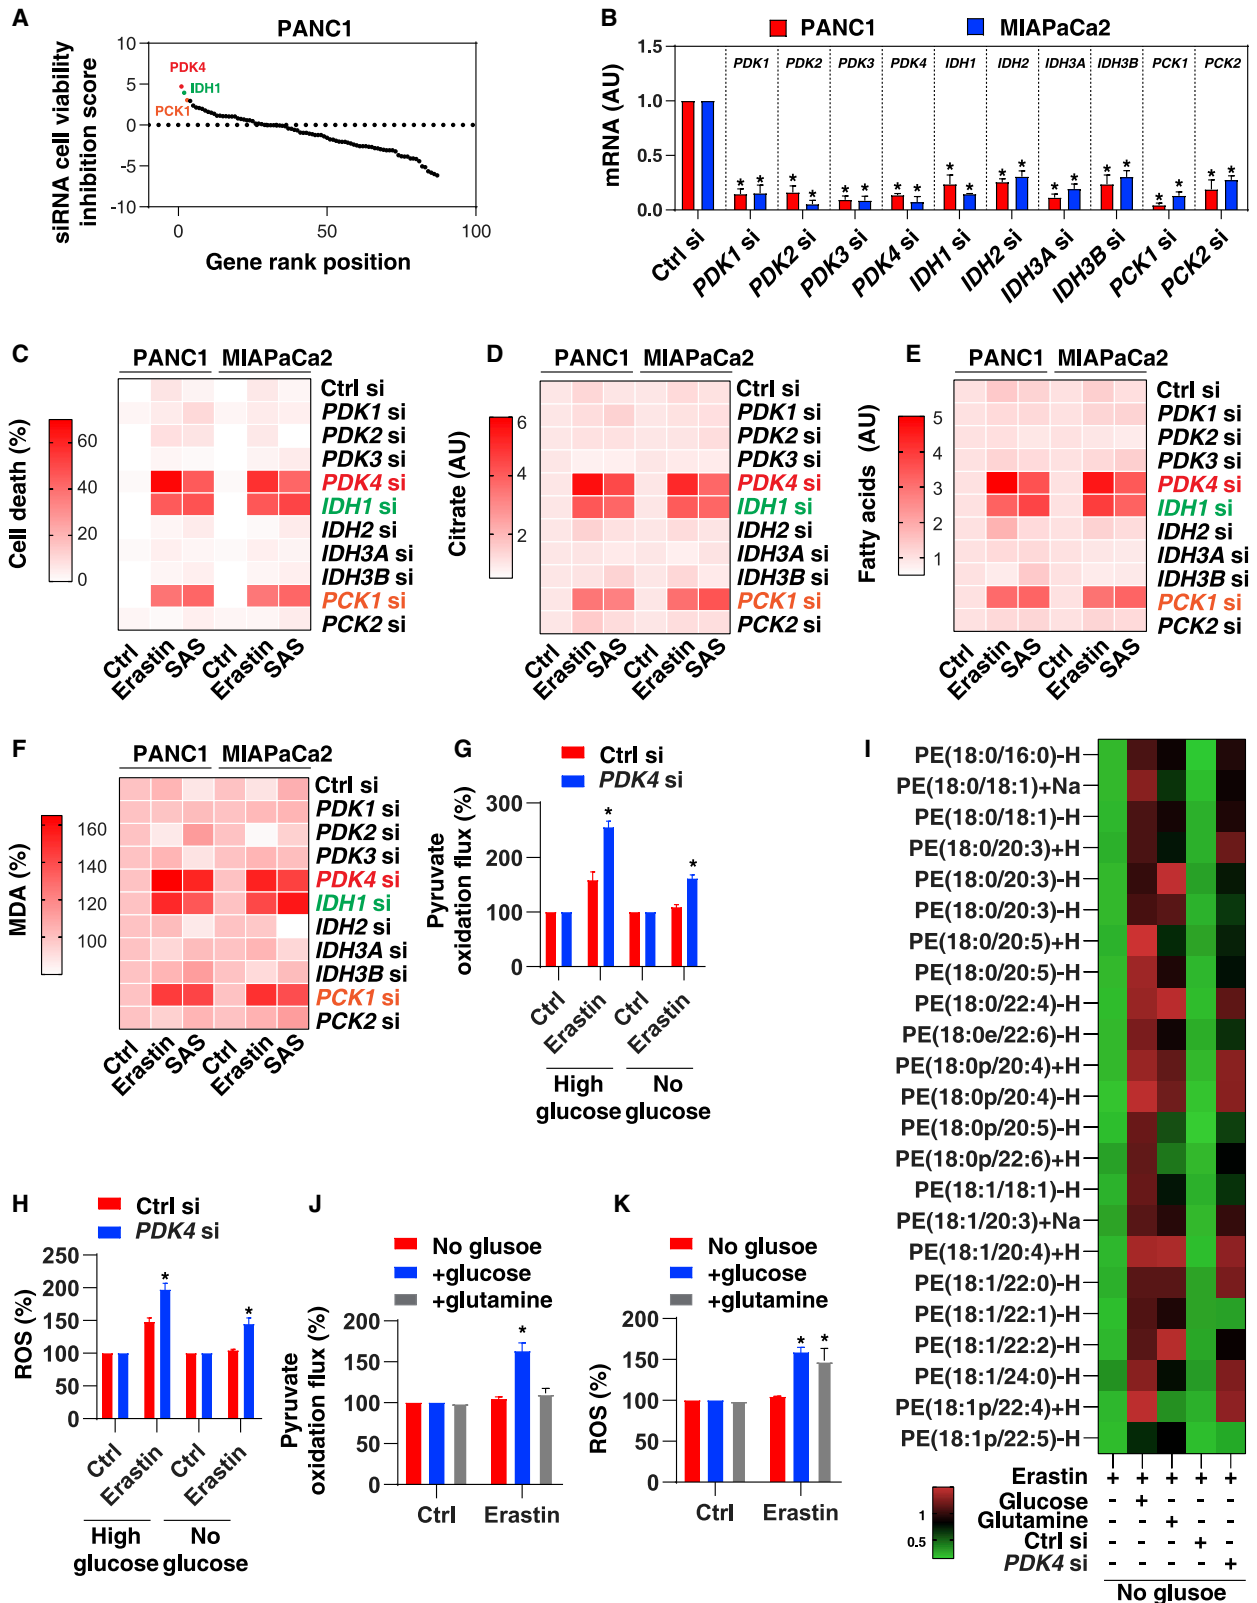 A
PANC1
siRNA cell viability
inhibition score
10
5
0
-5
-10
PDK4
IDH1
PCK1
0
50
100
Gene rank position
B
PANC1
MIAPaCa2
mRNA (AU)
1.5
1.0
0.5
0.0
PDK1
PDK2
PDK3
PDK4
IDH1
IDH2
IDH3A
IDH3B
PCK1
PCK2
* * * * * * * * * * * * * * * * * * * *
Ctrl si
PDK1 si
PDK2 si
PDK3 si
PDK4 si
IDH1 si
IDH2 si
IDH3A si
IDH3B si
PCK1 si
PCK2 si
C
PANC1
MIAPaCa2
Cell death (%)
60
40
20
0
Ctrl si
PDK1 si
PDK2 si
PDK3 si
PDK4 si
IDH1 si
IDH2 si
IDH3A si
IDH3B si
PCK1 si
PCK2 si
Ctrl
Erastin
SAS
Ctrl
Erastin
SAS
D
PANC1
MIAPaCa2
Citrate (AU)
6
4
2
Ctrl si
PDK1 si
PDK2 si
PDK3 si
PDK4 si
IDH1 si
IDH2 si
IDH3A si
IDH3B si
PCK1 si
PCK2 si
Ctrl
Erastin
SAS
Ctrl
Erastin
SAS
E
PANC1
MIAPaCa2
Fatty acids (AU)
5
4
3
2
1
Ctrl si
PDK1 si
PDK2 si
PDK3 si
PDK4 si
IDH1 si
IDH2 si
IDH3A si
IDH3B si
PCK1 si
PCK2 si
Ctrl
Erastin
SAS
Ctrl
Erastin
SAS
F
PANC1
MIAPaCa2
MDA (%)
160
140
120
100
Ctrl si
PDK1 si
PDK2 si
PDK3 si
PDK4 si
IDH1 si
IDH2 si
IDH3A si
IDH3B si
PCK1 si
PCK2 si
Ctrl
Erastin
SAS
Ctrl
Erastin
SAS
G
Ctrl si
PDK4 si
Pyruvate
oxidation flux (%)
300
200
100
0
*
*
Ctrl
Erastin
Ctrl
Erastin
High
glucose
No
glucose
H
Ctrl si
PDK4 si
ROS (%)
250
200
150
100
50
0
*
*
Ctrl
Erastin
Ctrl
Erastin
High
glucose
No
glucose
I
PE(18:0/16:0)-H
PE(18:0/18:1)+Na
PE(18:0/18:1)-H
PE(18:0/20:3)+H
PE(18:0/20:3)-H
PE(18:0/20:3)-H
PE(18:0/20:5)+H
PE(18:0/20:5)-H
PE(18:0/22:4)-H
PE(18:0e/22:6)-H
PE(18:0p/20:4)+H
PE(18:0p/20:4)-H
PE(18:0p/20:5)-H
PE(18:0p/22:6)+H
PE(18:1/18:1)-H
PE(18:1/20:3)+Na
PE(18:1/20:4)+H
PE(18:1/22:0)-H
PE(18:1/22:1)-H
PE(18:1/22:2)-H
PE(18:1/24:0)-H
PE(18:1p/22:4)+H
PE(18:1p/22:5)-H
1
0.5
Erastin + + + + +
Glucose - + - - -
Glutamine - - + - -
Ctrl si - - - + -
PDK4 si - - - - +
No glusoe
J
No glusoe
+glucose
+glutamine
Pyruvate
oxidation flux (%)
200
150
100
50
0
*
Ctrl
Erastin
K
No glusoe
+glucose
+glutamine
ROS (%)
200
150
100
50
0
* *
Ctrl
Erastin